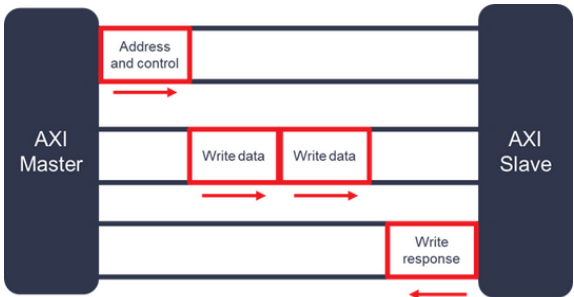 Address
and control
AXI
Master
Write data
Write data
AXI
Slave
Write
response